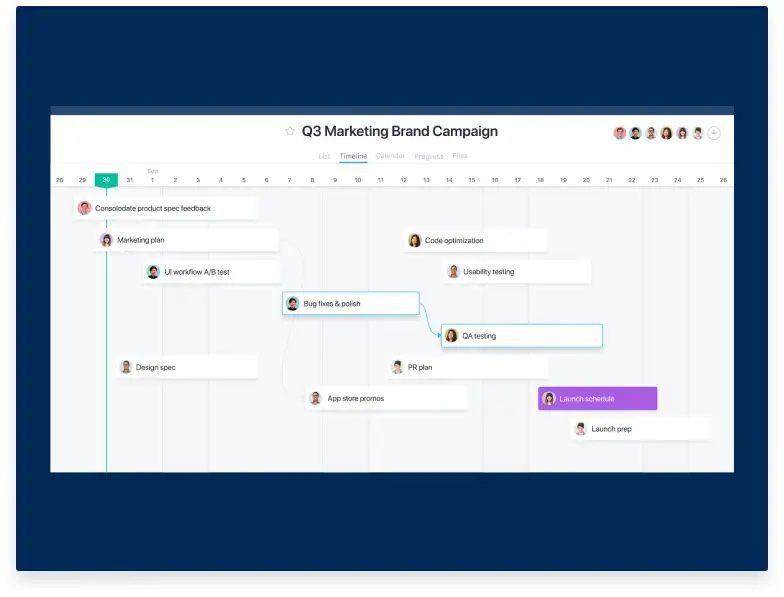 Q3 Marketing Brand Campaign
List Timeline Calendar Progress Files
Sep
28 29 30 31 1 2 3 4 5 6 7 8 9 10 11 12 13 14 15 16 17 18 19 20 21 22 23 24 25 26
Consolodate product spec feedback
Marketing plan
Code optimization
UI workflow A/B test
Usability testing
Bug fixes & polish
QA testing
Design spec
PR plan
App store promos
Launch schedule
Launch prep